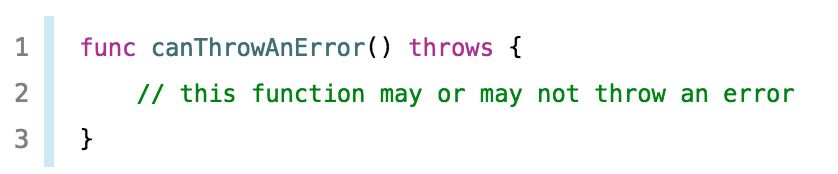 1 func canThrowAnError() throws {
2     // this function may or may not throw an error
3 }